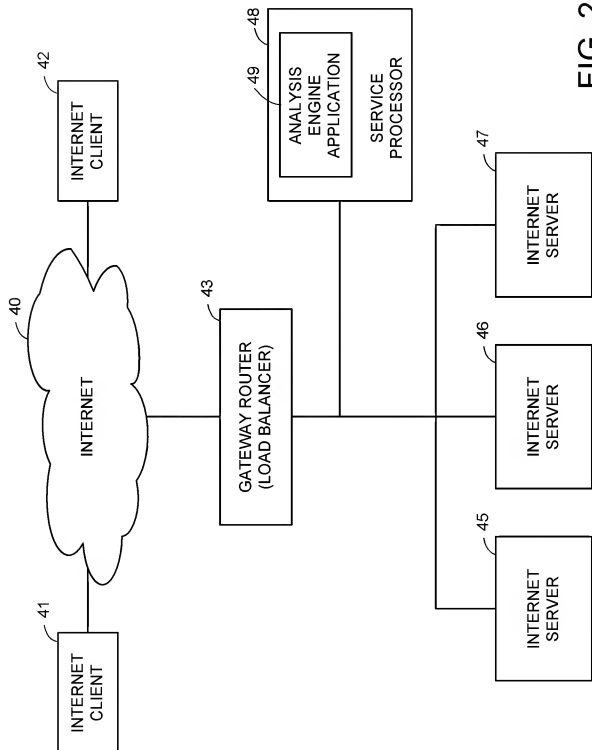 40
INTERNET
41
INTERNET
CLIENT
42
INTERNET
CLIENT
43
GATEWAY ROUTER
(LOAD BALANCER)
48
49
ANALYSIS
ENGINE
APPLICATION
SERVICE
PROCESSOR
45
INTERNET
SERVER
46
INTERNET
SERVER
47
INTERNET
SERVER
FIG. 2